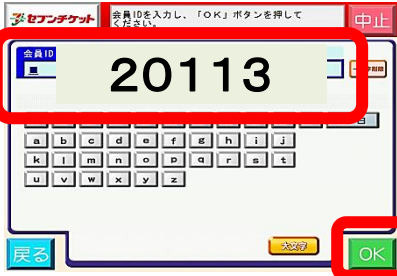 セブンチケット
会員IDを入力し、「OK」ボタンを押して
ください。
中止
会員ID
20113
a b c d e f g h i j
k l m n o p q r s t
u v w x y z
大文字
戻る
OK